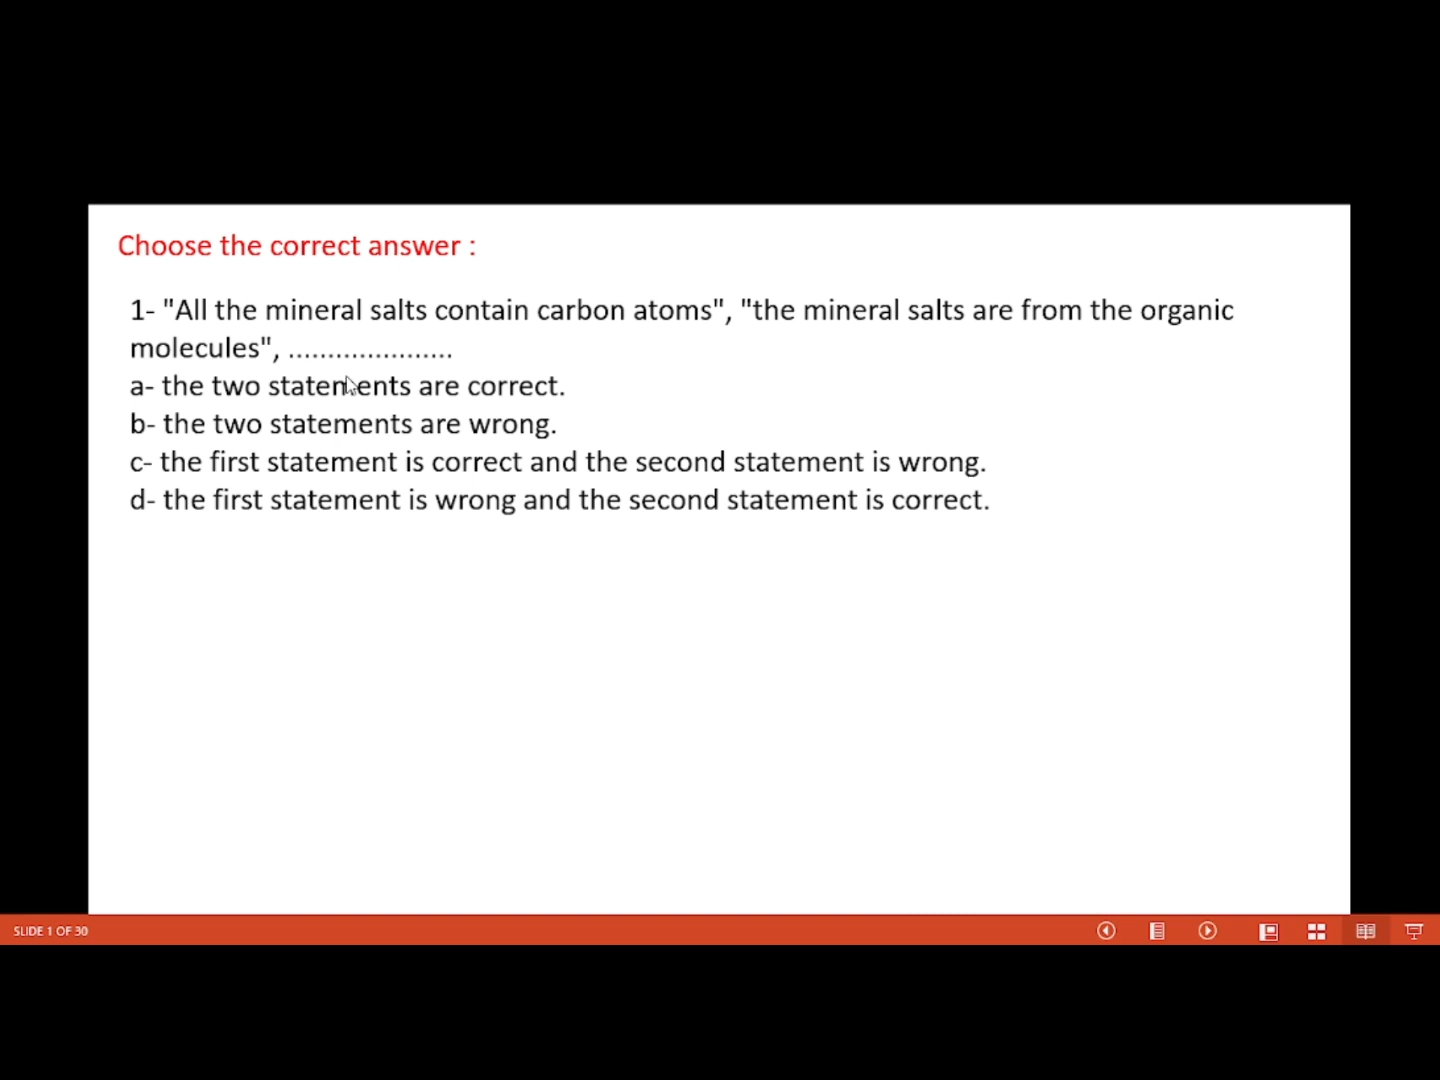 Choose the correct answer :
1- "All the mineral salts contain carbon atoms", "the mineral salts are from the organic
molecules", .....................
a- the two statements are correct.
b- the two statements are wrong.
c- the first statement is correct and the second statement is wrong.
d- the first statement is wrong and the second statement is correct.
SLIDE 1 OF 30